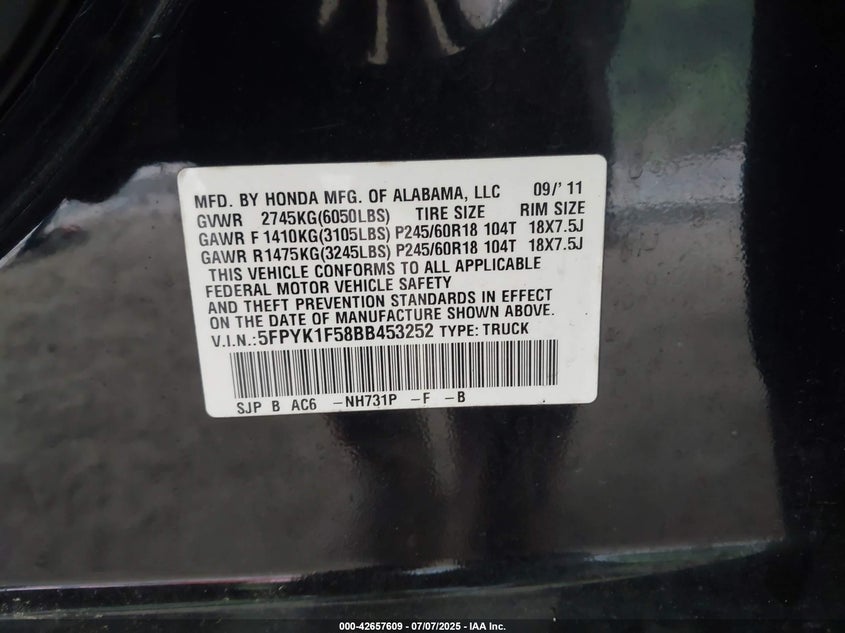 MFD. BY HONDA MFG. OF ALABAMA, LLC 09/' 11
GVWR 2745KG(6050LBS) TIRE SIZE RIM SIZE
GAWR F 1410KG(3105LBS) P245/60R18 104T 18X7.5J
GAWR R1475KG(3245LBS) P245/60R18 104T 18X7.5J
THIS VEHICLE CONFORMS TO ALL APPLICABLE
FEDERAL MOTOR VEHICLE SAFETY
AND THEFT PREVENTION STANDARDS IN EFFECT
ON THE DATE OF MANUFACTURE SHOWN ABOVE.
V.I.N.:5FPYK1F58BB453252 TYPE: TRUCK
SJP B AC6 -NH731P -F -B
000-42657609 - 07/07/2025 - IAA Inc.